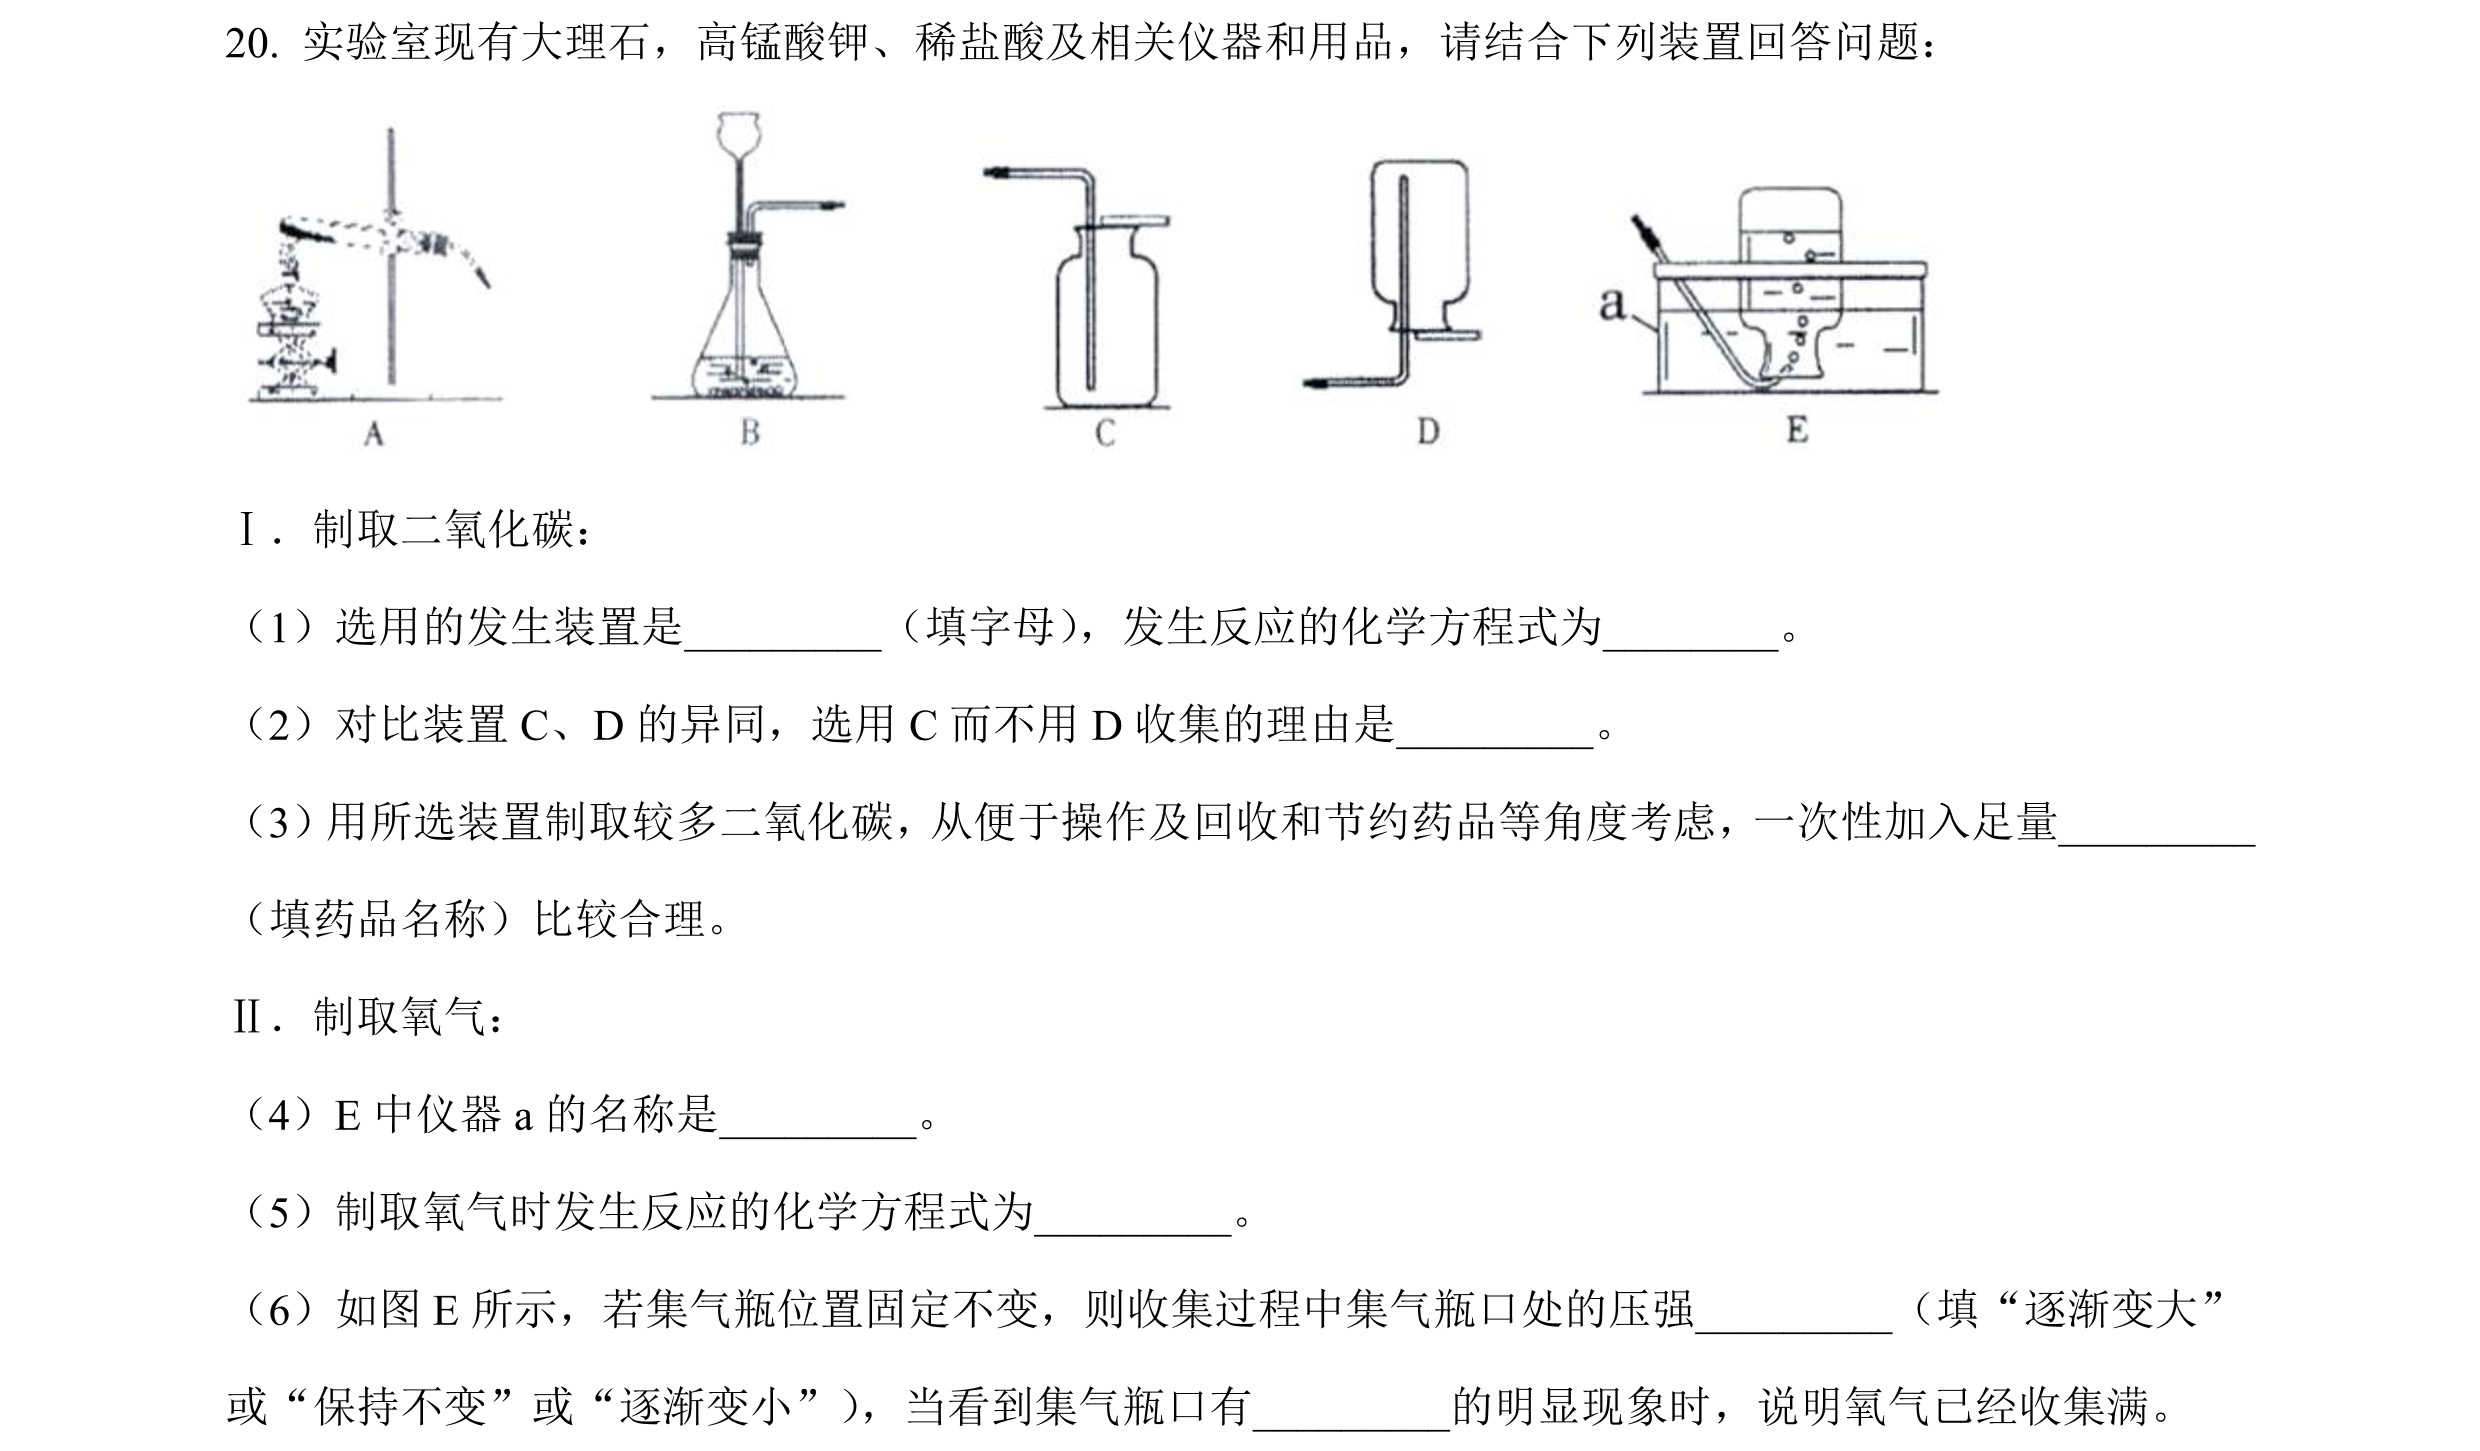 20. 实验室现有大理石，高锰酸钾、稀盐酸及相关仪器和用品，请结合下列装置回答问题：
a
A B C D E
Ⅰ．制取二氧化碳：
（1）选用的发生装置是_________（填字母），发生反应的化学方程式为________。
（2）对比装置 C、D 的异同，选用 C 而不用 D 收集的理由是_________。
（3）用所选装置制取较多二氧化碳，从便于操作及回收和节约药品等角度考虑，一次性加入足量_________
（填药品名称）比较合理。
Ⅱ．制取氧气：
（4）E 中仪器 a 的名称是_________。
（5）制取氧气时发生反应的化学方程式为_________。
（6）如图 E 所示，若集气瓶位置固定不变，则收集过程中集气瓶口处的压强_________（填“逐渐变大”
或“保持不变”或“逐渐变小”），当看到集气瓶口有_________的明显现象时，说明氧气已经收集满。